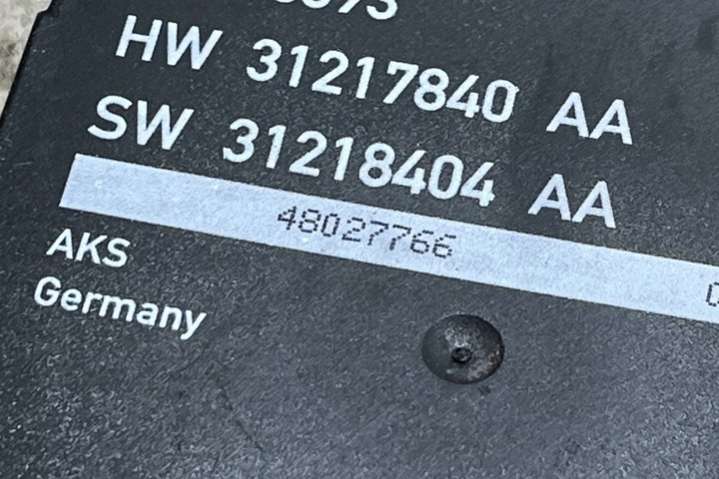 HW 31217840 AA
SW 31218404 AA
48027766
AKS
Germany